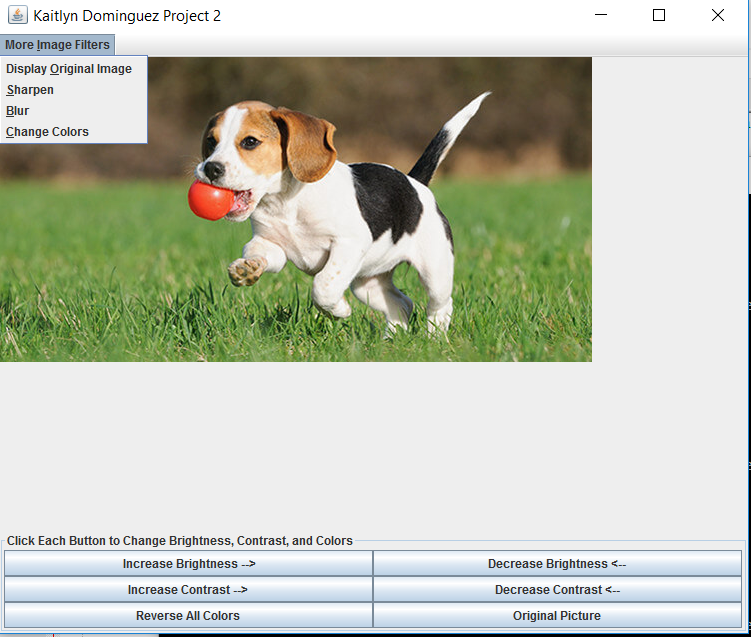 Kaitlyn Dominguez Project 2
More Image Filters
Display Original Image
Sharpen
Blur
Change Colors
Click Each Button to Change Brightness, Contrast, and Colors
Increase Brightness -->
Decrease Brightness <--
Increase Contrast -->
Decrease Contrast <--
Reverse All Colors
Original Picture